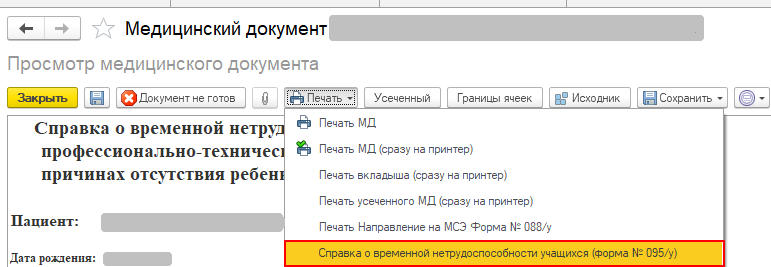 Медицинский документ
Просмотр медицинского документа
Закрыть Документ не готов Печать Усеченный Границы ячеек Исходник Сохранить
Справка о временной нетруд
профессионально-техничес
причинах отсутствия ребен
Пациент:
Дата рождения:
Печать МД
Печать МД (сразу на принтер)
Печать вкладыша (сразу на принтер)
Печать усеченного МД (сразу на принтер)
Печать Направление на МСЭ Форма № 088/у
Справка о временной нетрудоспособности учащихся (форма № 095/у)